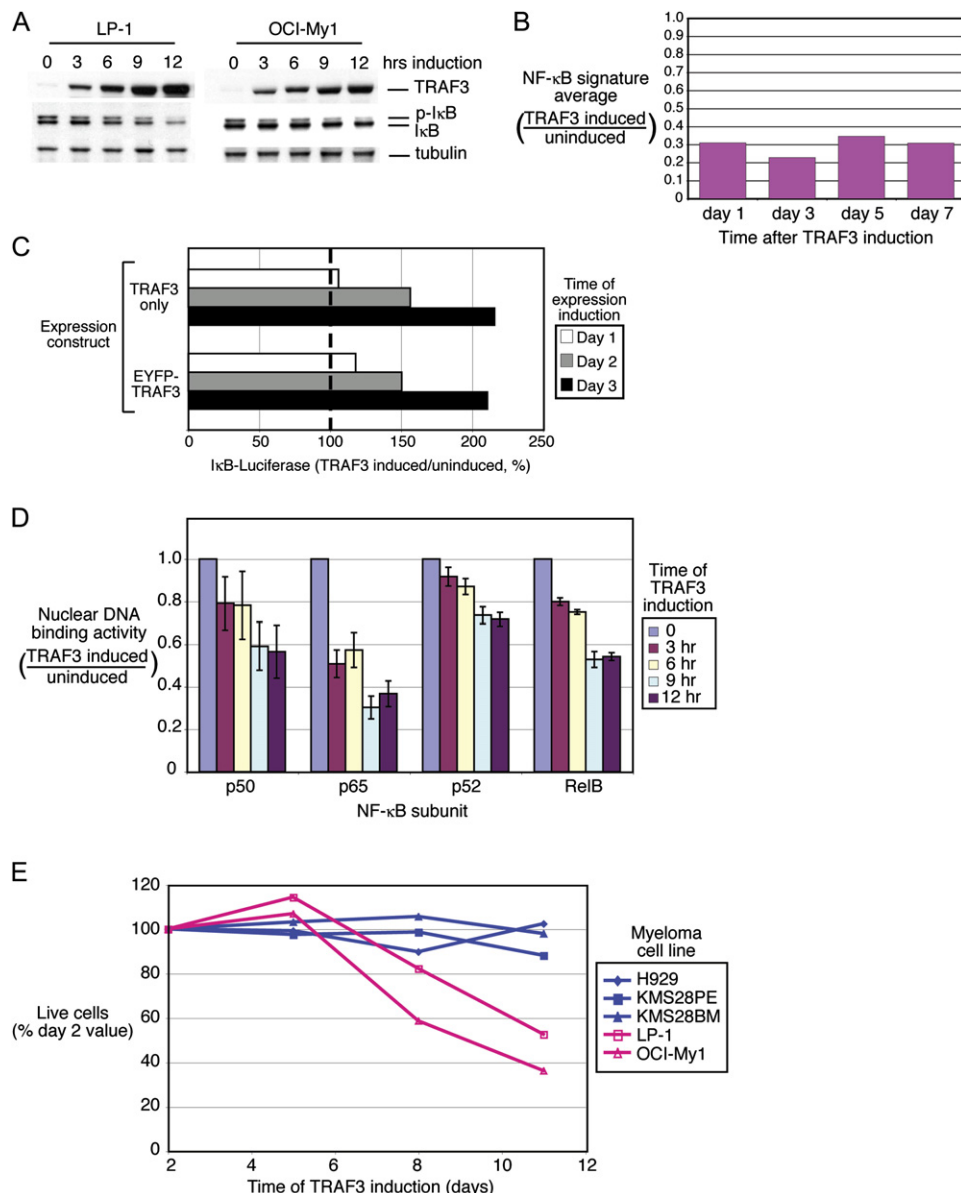 A
LP-1
OCI-My1
0 3 6 9 12
0 3 6 9 12
hrs induction
TRAF3
p-IκB
IκB
tubulin
B
NF-κB signature
average
(TRAF3 induced
uninduced)
1.0
0.9
0.8
0.7
0.6
0.5
0.4
0.3
0.2
0.1
0
day 1 day 3 day 5 day 7
Time after TRAF3 induction
C
Expression
construct
TRAF3
only
EYFP-
TRAF3
0 50 100 150 200 250
IκB-Luciferase (TRAF3 induced/uninduced, %)
Time of
expression
induction
Day 1
Day 2
Day 3
D
Nuclear DNA
binding activity
(TRAF3 induced
uninduced)
1.0
0.8
0.6
0.4
0.2
0
p50 p65 p52 RelB
NF-κB subunit
Time of
TRAF3
induction
0
3 hr
6 hr
9 hr
12 hr
E
Live cells
(% day 2 value)
120
100
80
60
40
20
0
2 4 6 8 10 12
Time of TRAF3 induction (days)
Myeloma
cell line
H929
KMS28PE
KMS28BM
LP-1
OCI-My1